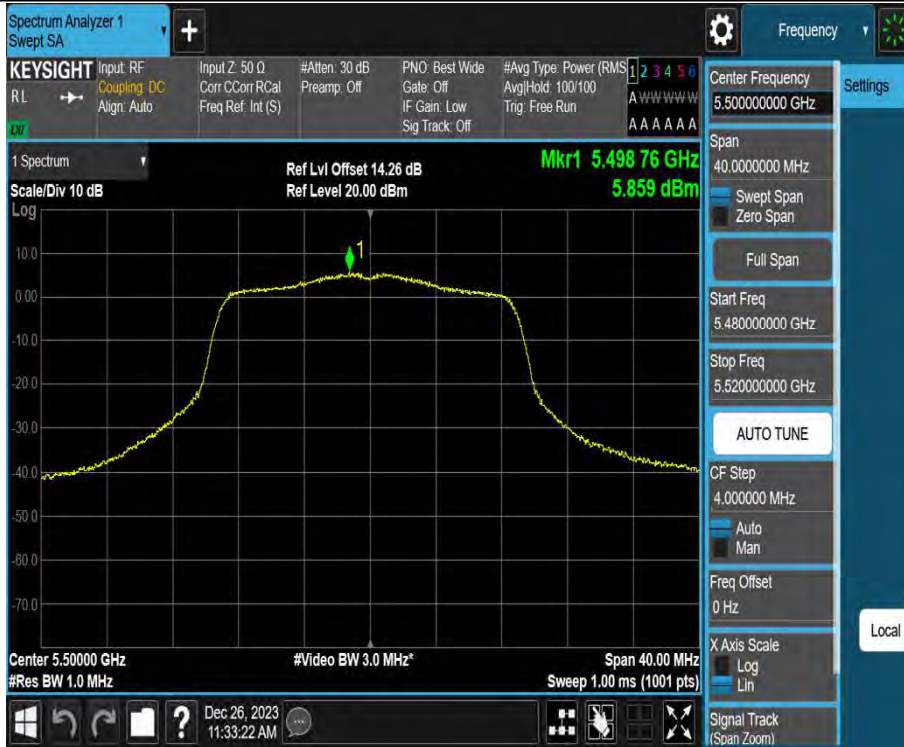 Spectrum Analyzer 1
Swept SA
+
Frequency
KEYSIGHT
RL
LXI
Input: RF
Coupling: DC
Align: Auto
Input Z: 50 Ω
Corr CCorr RCal
Freq Ref: Int (S)
#Atten: 30 dB
Preamp: Off
PNO: Best Wide
Gate: Off
IF Gain: Low
Sig Track: Off
#Avg Type: Power (RMS
Avg|Hold: 100/100
Trig: Free Run
1 2 3 4 5 6
A W W W W W
A A A A A A
Center Frequency
5.500000000 GHz
Settings
1 Spectrum
Scale/Div 10 dB
Log
Ref Lvl Offset 14.26 dB
Ref Level 20.00 dBm
Mkr1 5.498 76 GHz
5.859 dBm
Span
40.0000000 MHz
Swept Span
Zero Span
Full Span
Start Freq
5.480000000 GHz
Stop Freq
5.520000000 GHz
AUTO TUNE
CF Step
4.000000 MHz
Auto
Man
Freq Offset
0 Hz
X Axis Scale
Log
Lin
Signal Track
(Span Zoom)
Local
1
10.0
0.00
-10.0
-20.0
-30.0
-40.0
-50.0
-60.0
-70.0
Center 5.50000 GHz
#Res BW 1.0 MHz
#Video BW 3.0 MHz*
Span 40.00 MHz
Sweep 1.00 ms (1001 pts)
?
Dec 26, 2023
11:33:22 AM